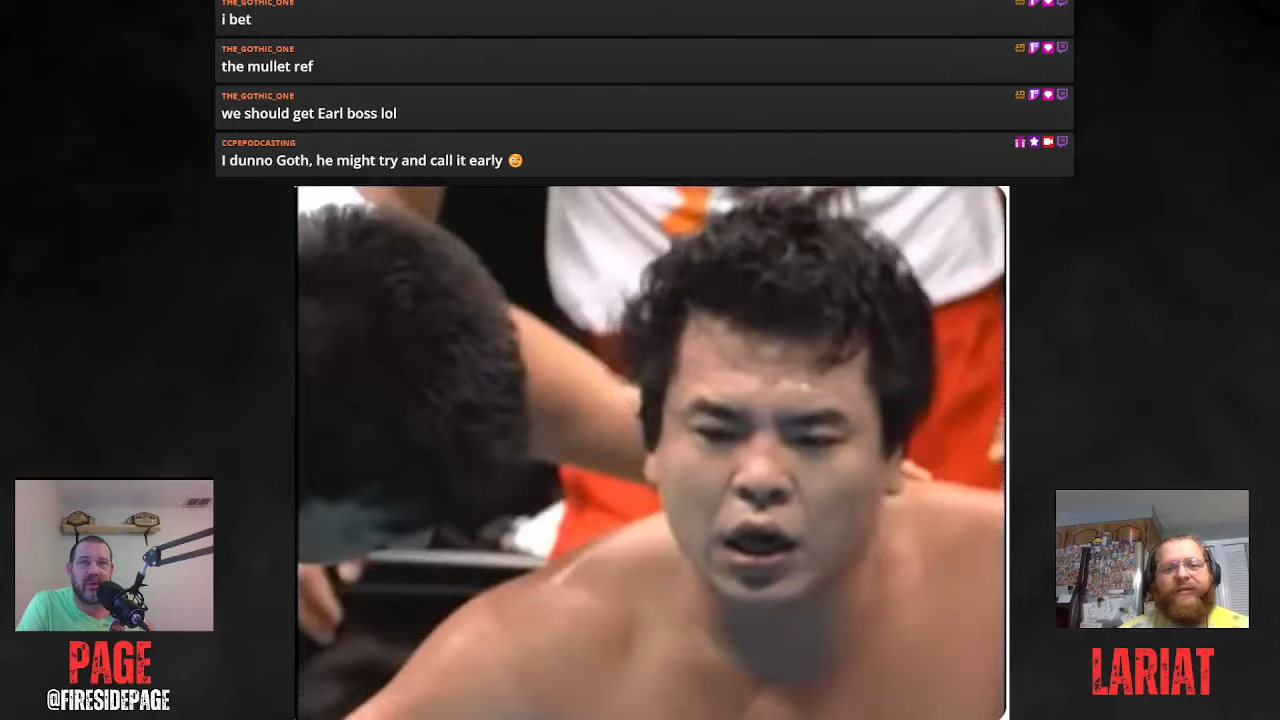 THE_GOTHIC_ONE
i bet
THE_GOTHIC_ONE
the mullet ref
THE_GOTHIC_ONE
we should get Earl boss lol
CCPEPODCASTING
I dunno Goth, he might try and call it early
PAGE
@FIRESIDEPAGE
LARIAT